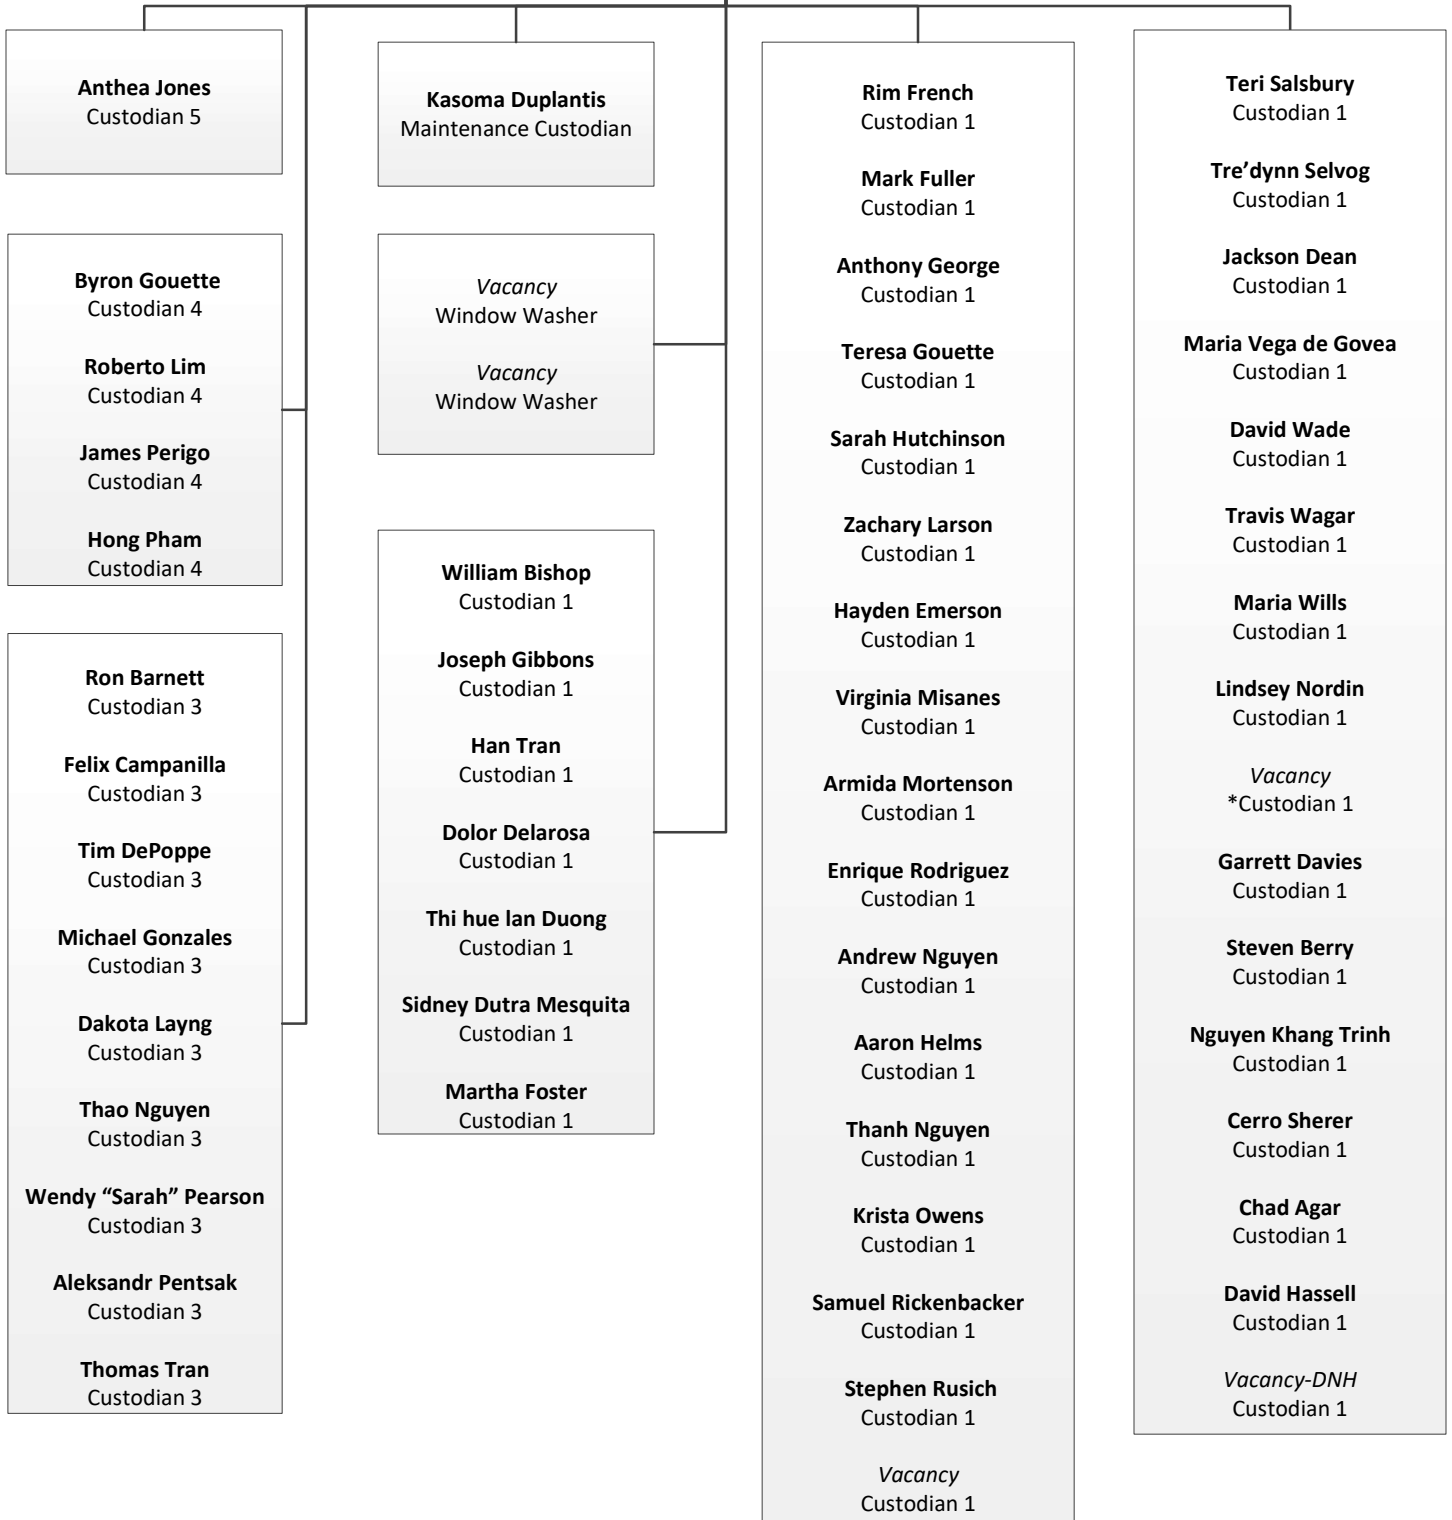 Anthea Jones
Custodian 5
Byron Gouette
Custodian 4
Roberto Lim
Custodian 4
James Perigo
Custodian 4
Hong Pham
Custodian 4
Ron Barnett
Custodian 3
Felix Campanilla
Custodian 3
Tim DePoppe
Custodian 3
Michael Gonzales
Custodian 3
Dakota Layng
Custodian 3
Thao Nguyen
Custodian 3
Wendy “Sarah” Pearson
Custodian 3
Aleksandr Pentsak
Custodian 3
Thomas Tran
Custodian 3
Kasoma Duplantis
Maintenance Custodian
Vacancy
Window Washer
Vacancy
Window Washer
William Bishop
Custodian 1
Joseph Gibbons
Custodian 1
Han Tran
Custodian 1
Dolor Delarosa
Custodian 1
Thi hue lan Duong
Custodian 1
Sidney Dutra Mesquita
Custodian 1
Martha Foster
Custodian 1
Rim French
Custodian 1
Mark Fuller
Custodian 1
Anthony George
Custodian 1
Teresa Gouette
Custodian 1
Sarah Hutchinson
Custodian 1
Zachary Larson
Custodian 1
Hayden Emerson
Custodian 1
Virginia Misanes
Custodian 1
Armida Mortenson
Custodian 1
Enrique Rodriguez
Custodian 1
Andrew Nguyen
Custodian 1
Aaron Helms
Custodian 1
Thanh Nguyen
Custodian 1
Krista Owens
Custodian 1
Samuel Rickenbacker
Custodian 1
Stephen Rusich
Custodian 1
Vacancy
Custodian 1
Teri Salsbury
Custodian 1
Tre’dynn Selvog
Custodian 1
Jackson Dean
Custodian 1
Maria Vega de Govea
Custodian 1
David Wade
Custodian 1
Travis Wagar
Custodian 1
Maria Wills
Custodian 1
Lindsey Nordin
Custodian 1
Vacancy
*Custodian 1
Garrett Davies
Custodian 1
Steven Berry
Custodian 1
Nguyen Khang Trinh
Custodian 1
Cerro Sherer
Custodian 1
Chad Agar
Custodian 1
David Hassell
Custodian 1
Vacancy-DNH
Custodian 1